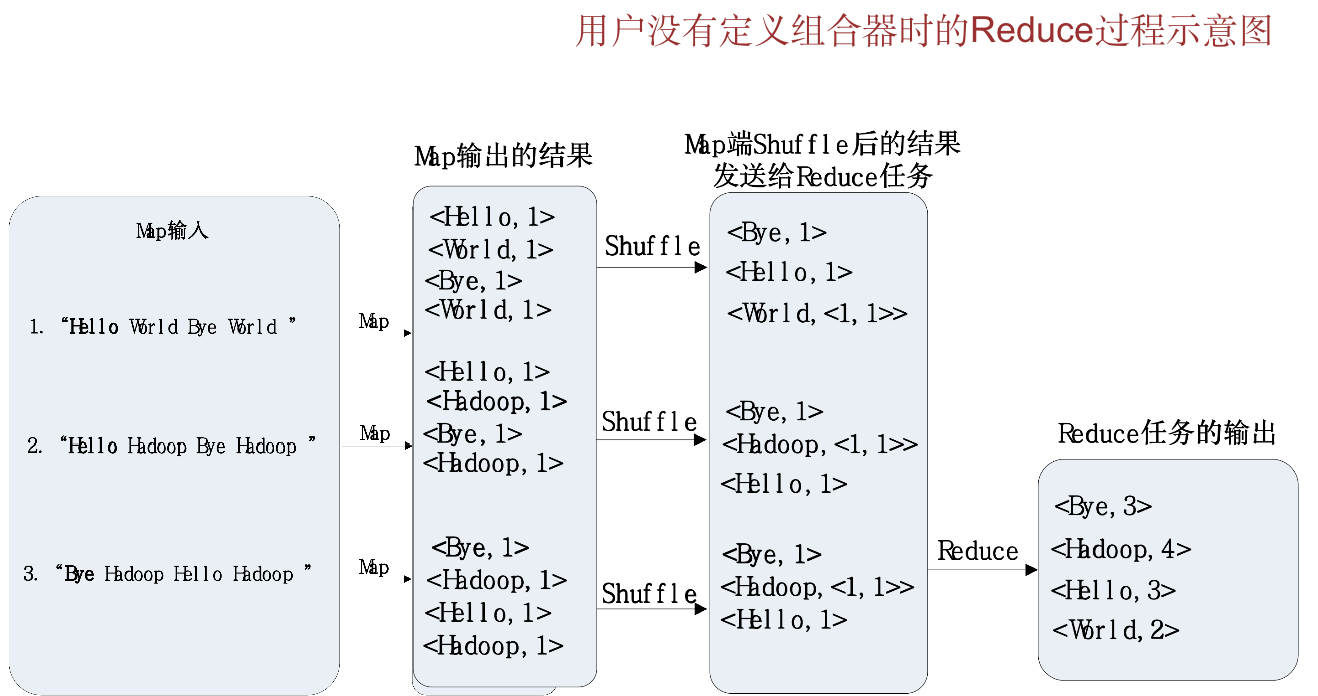 用户没有定义组合器时的Reduce过程示意图
Map输入
1. “Hello World Bye World ”
2. “Hello Hadoop Bye Hadoop ”
3. “Bye Hadoop Hello Hadoop ”
Map
Map
Map
Map输出的结果
<Hello,1>
<World,1>
<Bye,1>
<World,1>
<Hello,1>
<Hadoop,1>
<Bye,1>
<Hadoop,1>
<Bye,1>
<Hadoop,1>
<Hello,1>
<Hadoop,1>
Shuffle
Shuffle
Shuffle
Map端Shuffle后的结果
发送给Reduce任务
<Bye,1>
<Hello,1>
<World,<1,1>>
<Bye,1>
<Hadoop,<1,1>>
<Hello,1>
<Bye,1>
<Hadoop,<1,1>>
<Hello,1>
Reduce
Reduce任务的输出
<Bye,3>
<Hadoop,4>
<Hello,3>
<World,2>